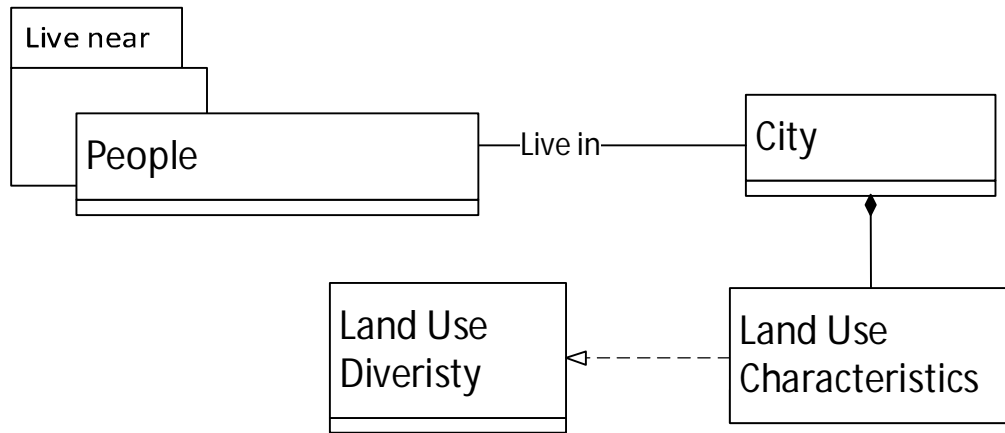 Live near
People
Live in
City
Land Use
Diveristy
Land Use
Characteristics